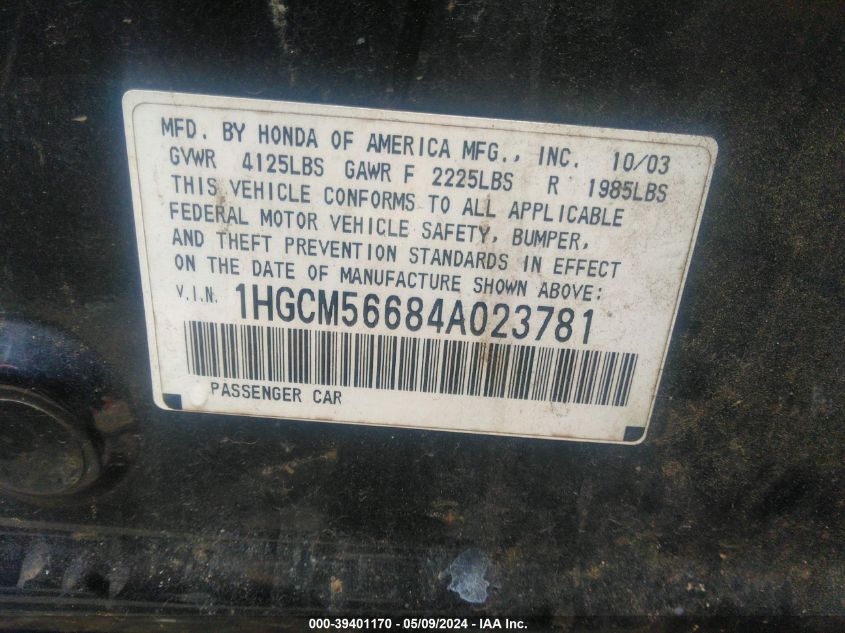 MFD. BY HONDA OF AMERICA MFG., INC. 10/03
GVWR 4125LBS GAWR F 2225LBS R 1985LBS
THIS VEHICLE CONFORMS TO ALL APPLICABLE
FEDERAL MOTOR VEHICLE SAFETY, BUMPER,
AND THEFT PREVENTION STANDARDS IN EFFECT
ON THE DATE OF MANUFACTURE SHOWN ABOVE:
V.I.N. 1HGCM56684A023781
PASSENGER CAR
000-39401170 - 05/09/2024 - IAA Inc.